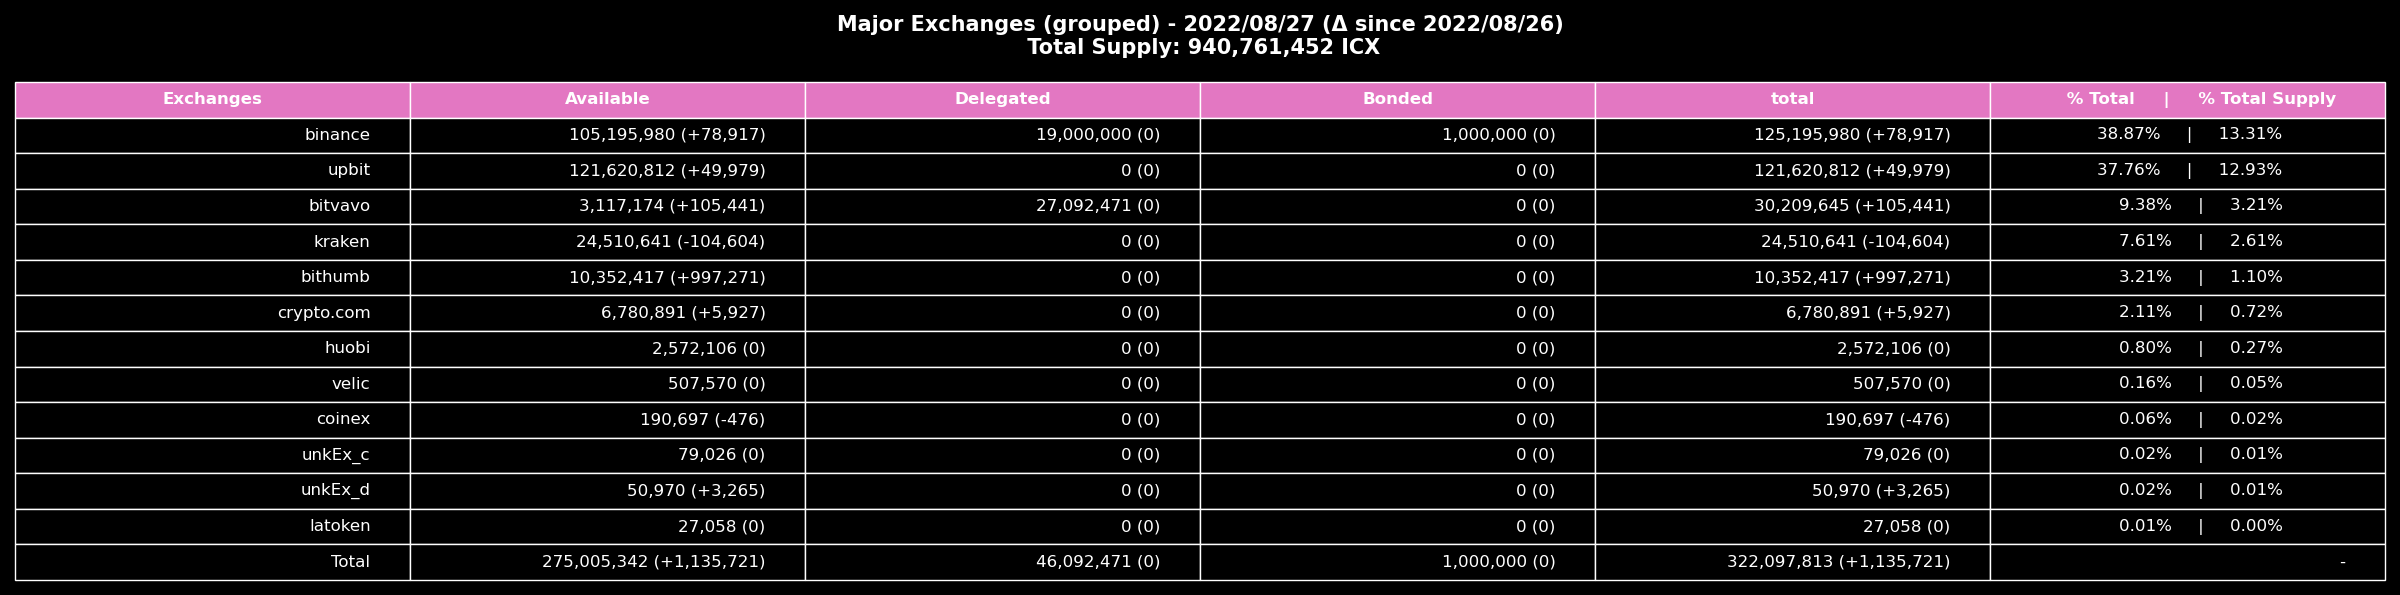 Major Exchanges (grouped) - 2022/08/27 (Δ since 2022/08/26)
Total Supply: 940,761,452 ICX
Exchanges Available Delegated Bonded total % Total | % Total Supply
binance 105,195,980 (+78,917) 19,000,000 (0) 1,000,000 (0) 125,195,980 (+78,917) 38.87% | 13.31%
upbit 121,620,812 (+49,979) 0 (0) 0 (0) 121,620,812 (+49,979) 37.76% | 12.93%
bitvavo 3,117,174 (+105,441) 27,092,471 (0) 0 (0) 30,209,645 (+105,441) 9.38% | 3.21%
kraken 24,510,641 (-104,604) 0 (0) 0 (0) 24,510,641 (-104,604) 7.61% | 2.61%
bithumb 10,352,417 (+997,271) 0 (0) 0 (0) 10,352,417 (+997,271) 3.21% | 1.10%
crypto.com 6,780,891 (+5,927) 0 (0) 0 (0) 6,780,891 (+5,927) 2.11% | 0.72%
huobi 2,572,106 (0) 0 (0) 0 (0) 2,572,106 (0) 0.80% | 0.27%
velic 507,570 (0) 0 (0) 0 (0) 507,570 (0) 0.16% | 0.05%
coinex 190,697 (-476) 0 (0) 0 (0) 190,697 (-476) 0.06% | 0.02%
unkEx_c 79,026 (0) 0 (0) 0 (0) 79,026 (0) 0.02% | 0.01%
unkEx_d 50,970 (+3,265) 0 (0) 0 (0) 50,970 (+3,265) 0.02% | 0.01%
latoken 27,058 (0) 0 (0) 0 (0) 27,058 (0) 0.01% | 0.00%
Total 275,005,342 (+1,135,721) 46,092,471 (0) 1,000,000 (0) 322,097,813 (+1,135,721) -